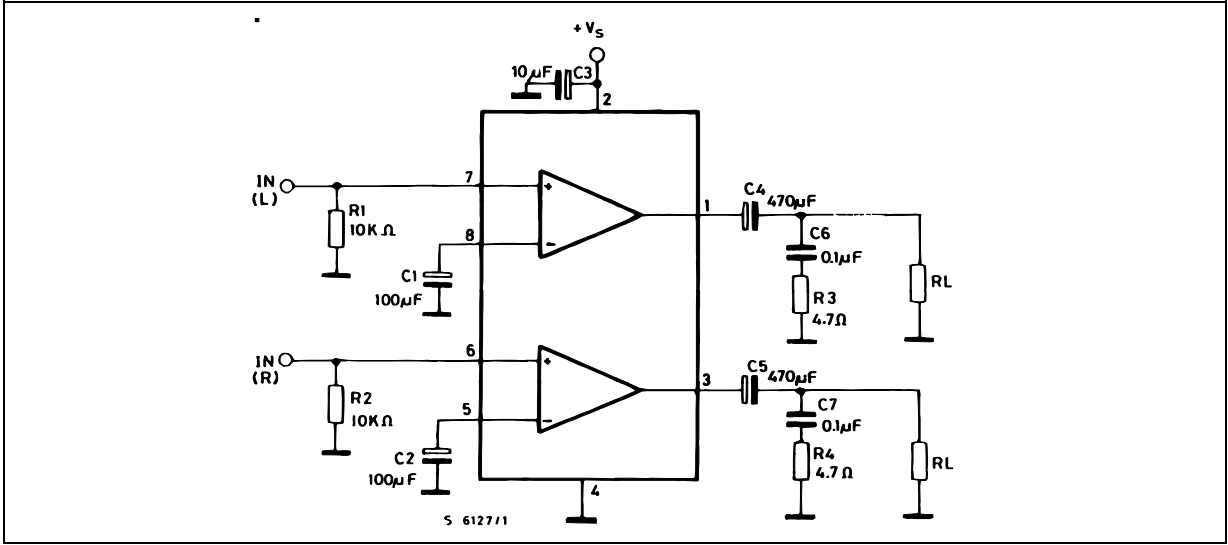 + Vs
10µF C3
2
IN
(L)
7
R1
10K Ω
8
C1
100µF
1
C4 470µF
C6
0.1µF
R3
4.7Ω
RL
+
−
IN
(R)
6
R2
10KΩ
5
C2
100µF
3
C5 470µF
C7
0.1µF
R4
4.7Ω
RL
+
−
4
S 6127/1